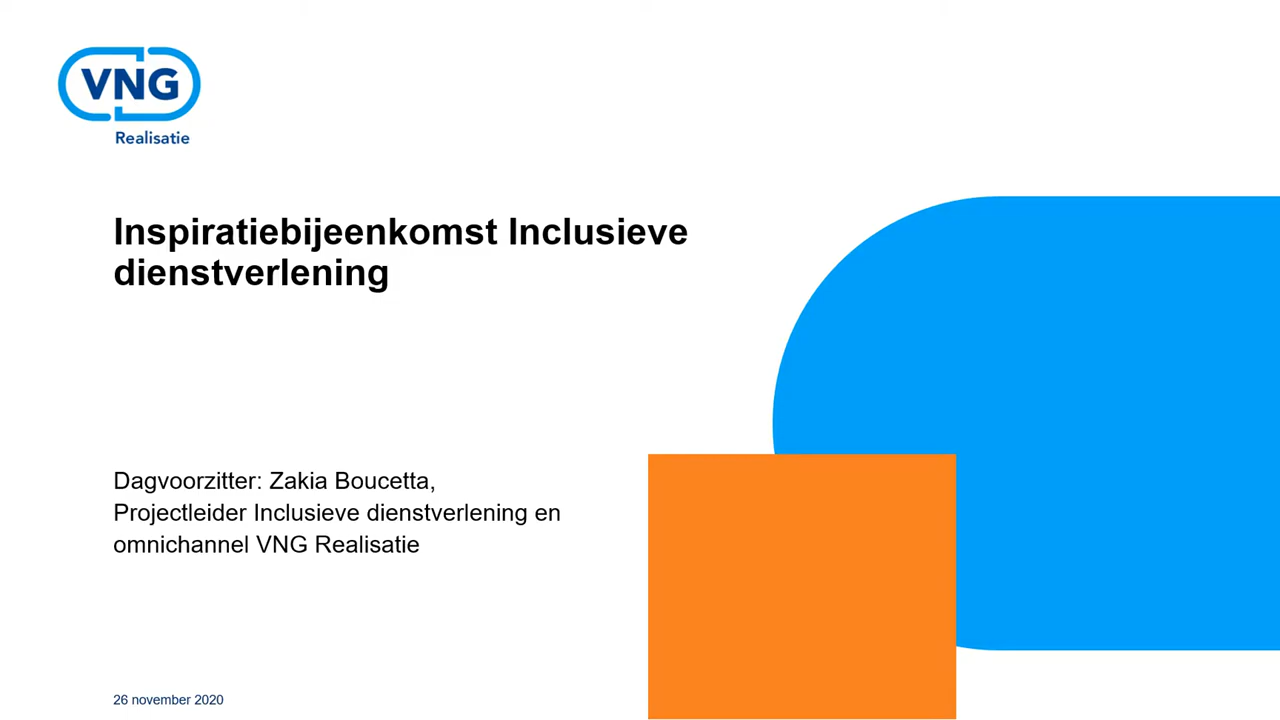 VNG
Realisatie
Inspiratiebijeenkomst Inclusieve
dienstverlening
Dagvoorzitter: Zakia Boucetta,
Projectleider Inclusieve dienstverlening en
omnichannel VNG Realisatie
26 november 2020